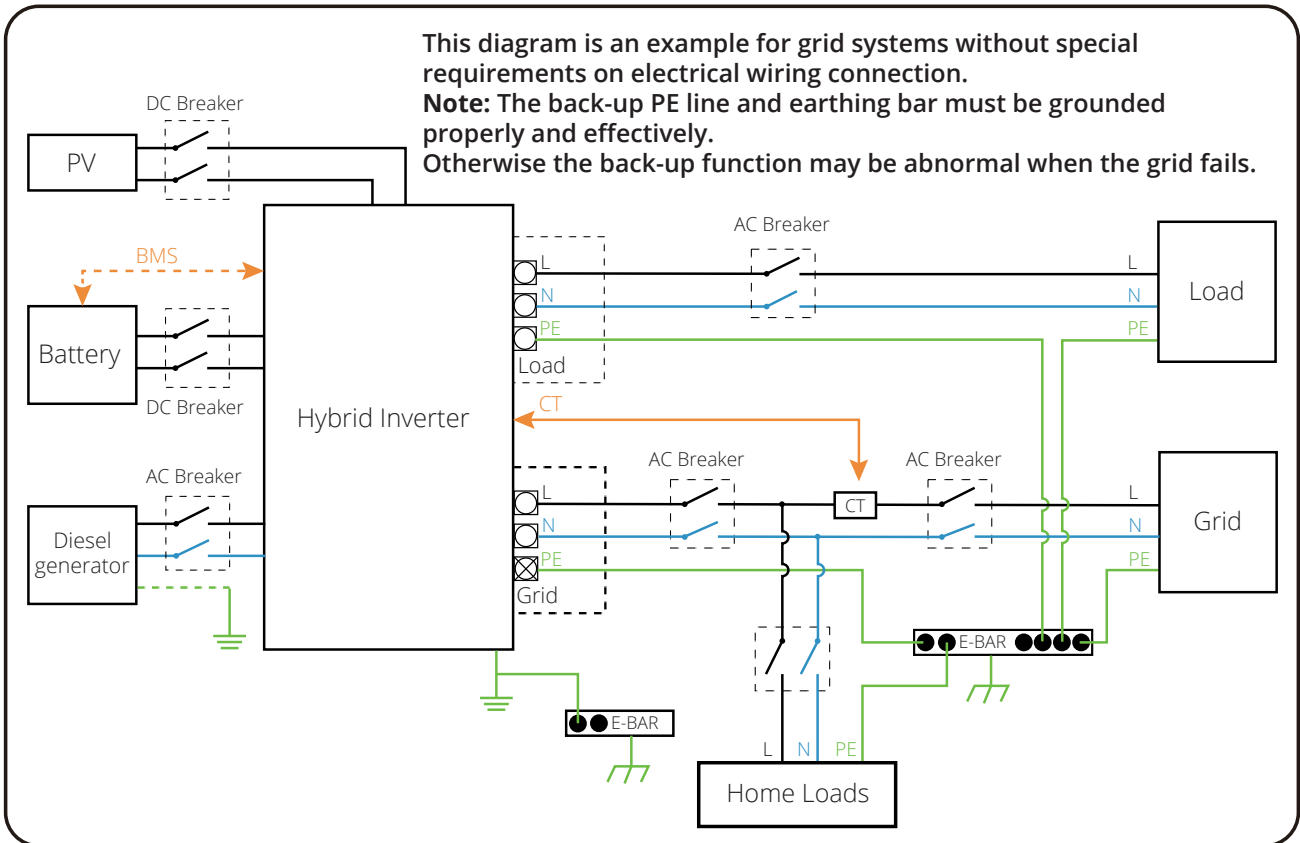 This diagram is an example for grid systems without special
requirements on electrical wiring connection.
Note: The back-up PE line and earthing bar must be grounded
properly and effectively.
Otherwise the back-up function may be abnormal when the grid fails.
DC Breaker
PV
BMS
Battery
DC Breaker
AC Breaker
Diesel
generator
Hybrid Inverter
L
N
PE
Load
AC Breaker
L
N
PE
Load
CT
L
N
PE
Grid
AC Breaker
CT
AC Breaker
L
N
PE
Grid
E-BAR
E-BAR
L
N
PE
Home Loads